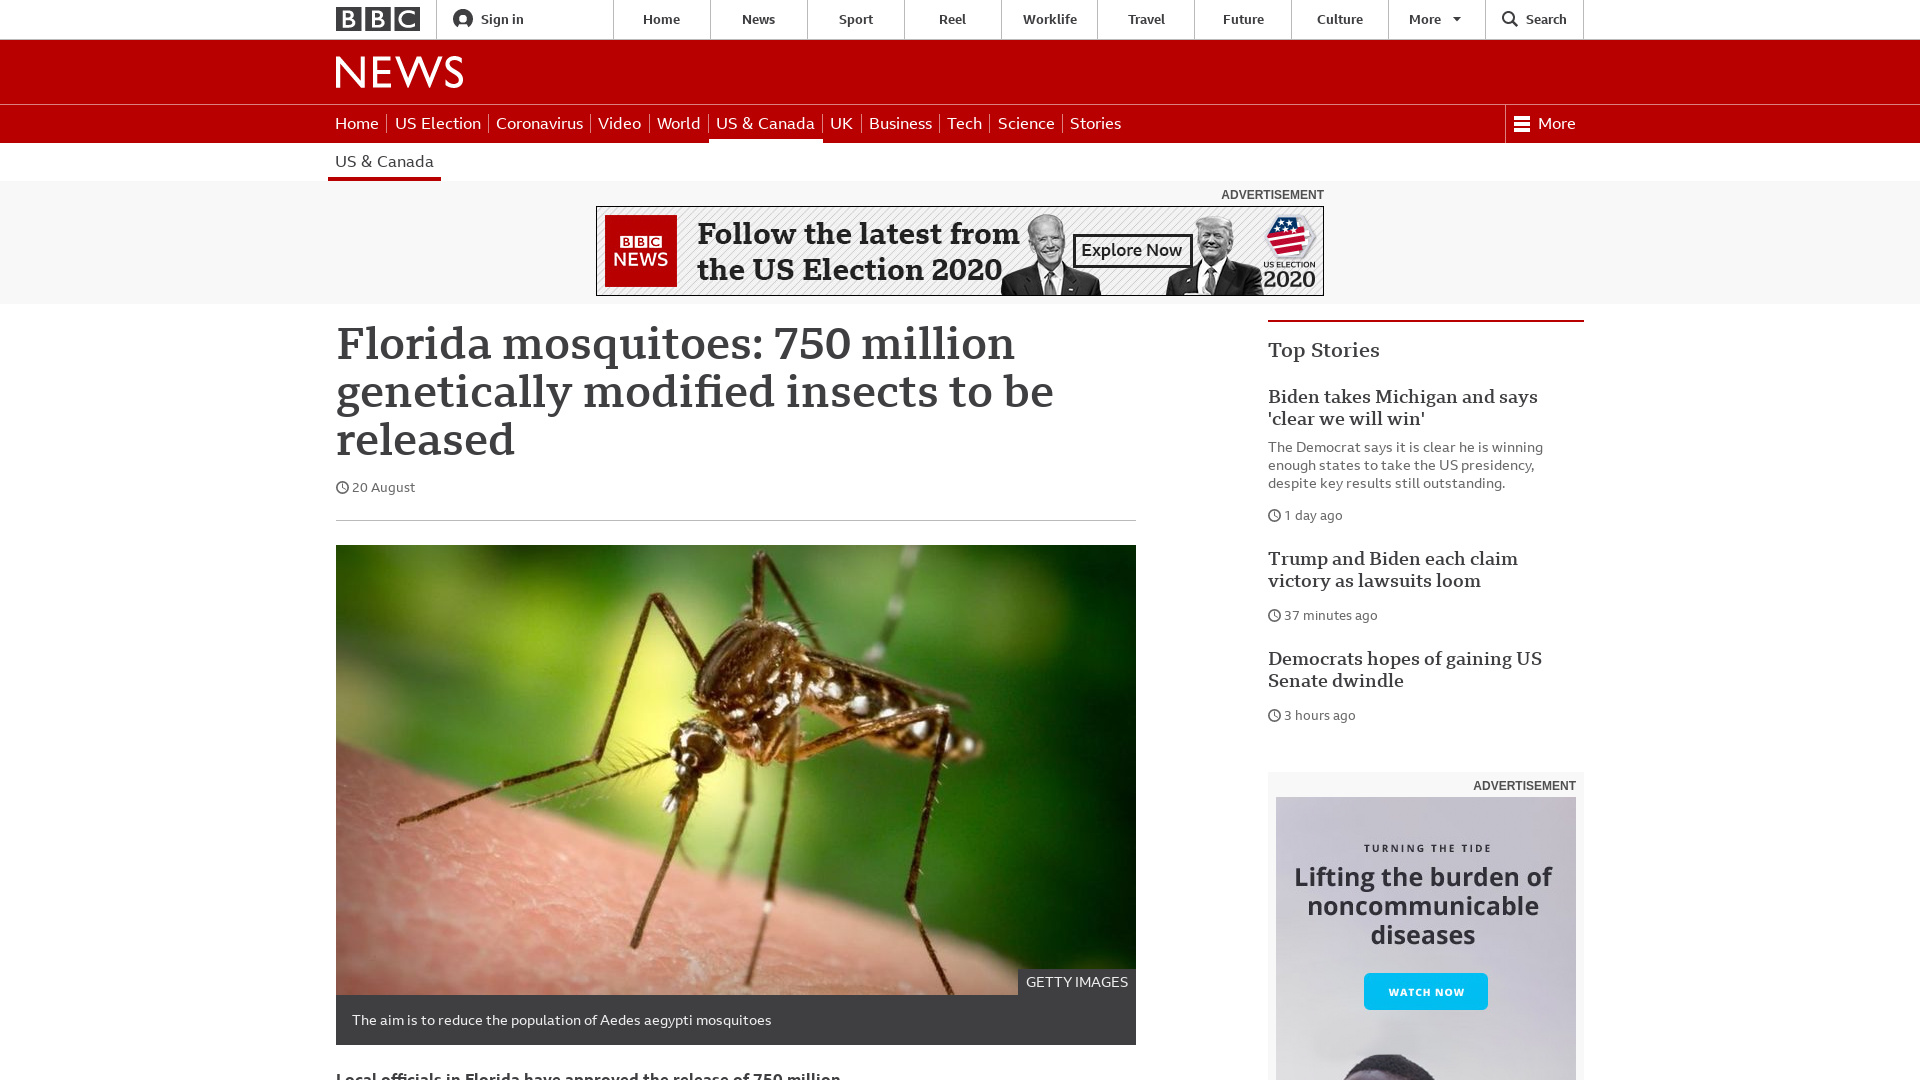 BBC
Sign in
Home
News
Sport
Reel
Worklife
Travel
Future
Culture
More
Search
NEWS
Home
US Election
Coronavirus
Video
World
US & Canada
UK
Business
Tech
Science
Stories
More
US & Canada
ADVERTISEMENT
BBC
NEWS
Follow the latest from
the US Election 2020
Explore Now
US ELECTION
2020
Florida mosquitoes: 750 million
genetically modified insects to be
released
20 August
GETTY IMAGES
The aim is to reduce the population of Aedes aegypti mosquitoes
Local officials in Florida have approved the release of 750 million
Top Stories
Biden takes Michigan and says
'clear we will win'
The Democrat says it is clear he is winning
enough states to take the US presidency,
despite key results still outstanding.
1 day ago
Trump and Biden each claim
victory as lawsuits loom
37 minutes ago
Democrats hopes of gaining US
Senate dwindle
3 hours ago
ADVERTISEMENT
TURNING THE TIDE
Lifting the burden of
noncommunicable
diseases
WATCH NOW